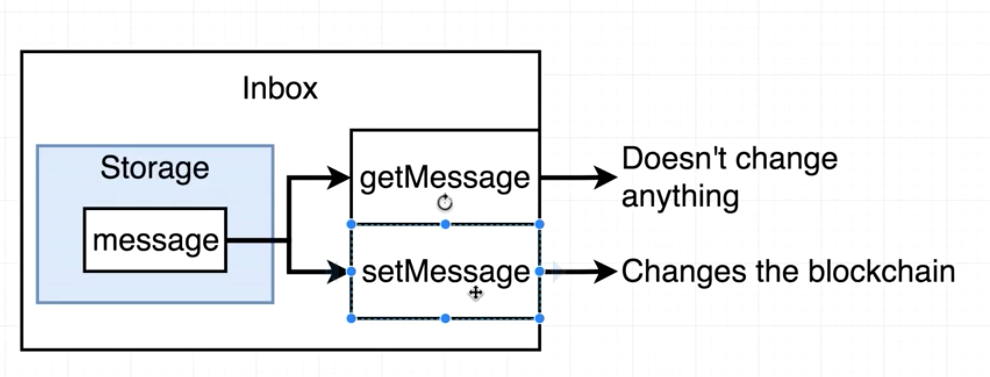 Inbox
Storage
message
getMessage
setMessage
Doesn't change
anything
Changes the blockchain